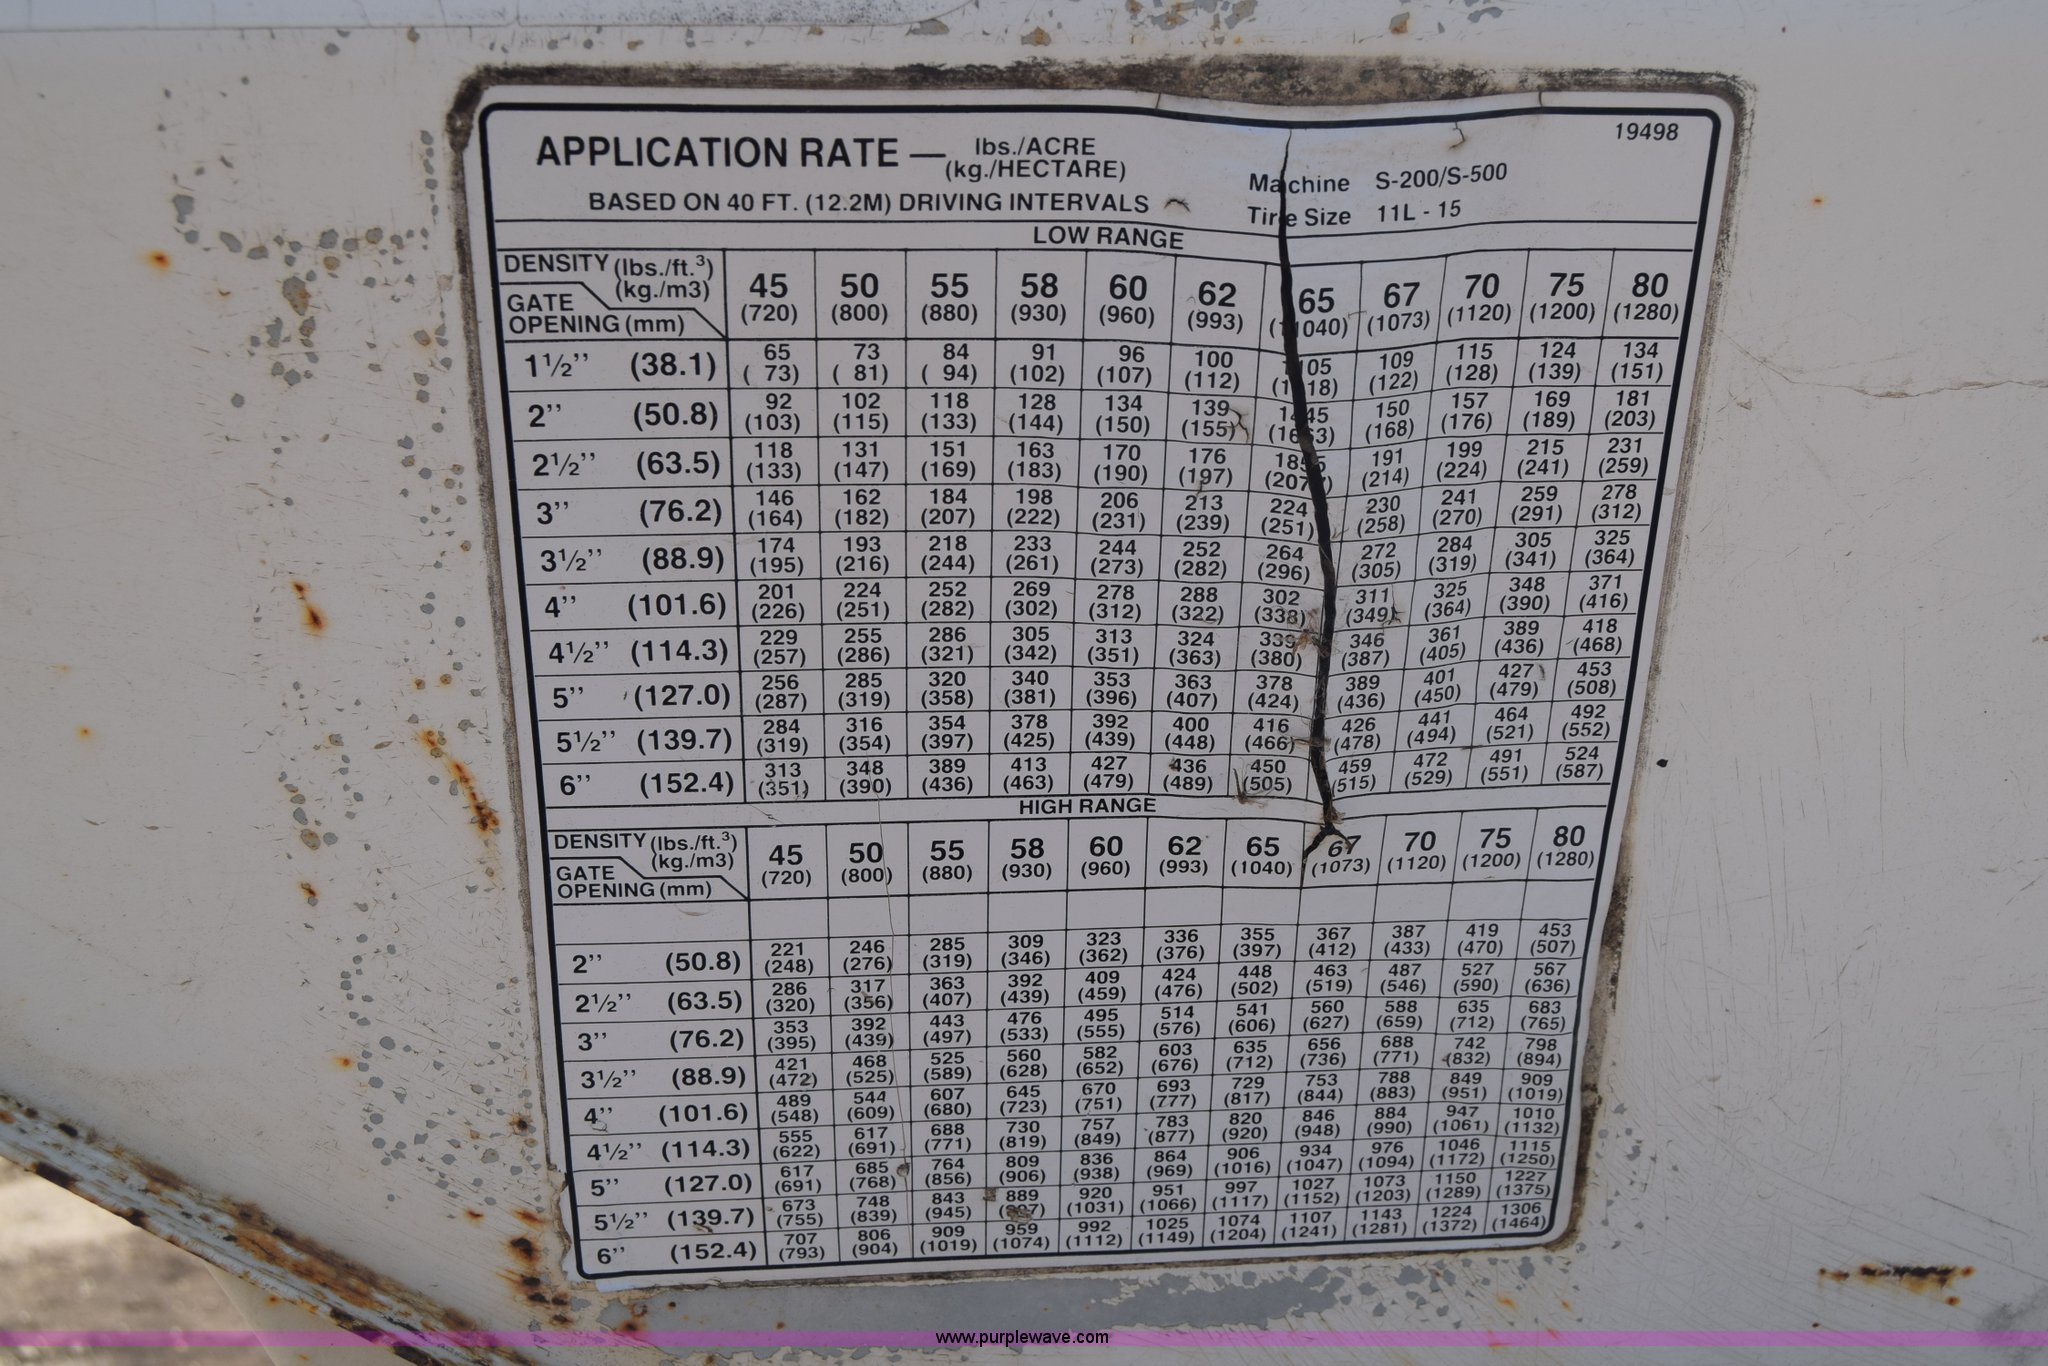 19498
APPLICATION RATE — lbs./ACRE
(kg./HECTARE)
Machine S-200/S-500
BASED ON 40 FT. (12.2M) DRIVING INTERVALS
Tire Size 11L - 15
LOW RANGE
DENSITY (lbs./ft.³) 45 50 55 58 60 62 65 67 70 75 80
(kg./m3) (720) (800) (880) (930) (960) (993) (1040) (1073) (1120) (1200) (1280)
GATE
OPENING (mm)
1½” (38.1) 65 73 84 91 96 100 105 109 115 124 134
( 73) ( 81) ( 94) (102) (107) (112) (118) (122) (128) (139) (151)
2” (50.8) 92 102 118 128 134 139 145 150 157 169 181
(103) (115) (133) (144) (150) (155) (163) (168) (176) (189) (203)
2½” (63.5) 118 131 151 163 170 176 185 191 199 215 231
(133) (147) (169) (183) (190) (197) (207) (214) (224) (241) (259)
3” (76.2) 146 162 184 198 206 213 224 230 241 259 278
(164) (182) (207) (222) (231) (239) (251) (258) (270) (291) (312)
3½” (88.9) 174 193 218 233 244 252 264 272 284 305 325
(195) (216) (244) (261) (273) (282) (296) (305) (319) (341) (364)
4” (101.6) 201 224 252 269 278 288 302 311 325 348 371
(226) (251) (282) (302) (312) (322) (338) (349) (364) (390) (416)
4½” (114.3) 229 255 286 305 313 324 339 346 361 389 418
(257) (286) (321) (342) (351) (363) (380) (387) (405) (436) (468)
5” (127.0) 256 285 320 340 353 363 378 389 401 427 453
(287) (319) (358) (381) (396) (407) (424) (436) (450) (479) (508)
5½” (139.7) 284 316 354 378 392 400 416 426 441 464 492
(319) (354) (397) (425) (439) (448) (466) (478) (494) (521) (552)
6” (152.4) 313 348 389 413 427 436 450 459 472 491 524
(351) (390) (436) (463) (479) (489) (505) (515) (529) (551) (587)
HIGH RANGE
DENSITY (lbs./ft.³) 45 50 55 58 60 62 65 67 70 75 80
(kg./m3) (720) (800) (880) (930) (960) (993) (1040) (1073) (1120) (1200) (1280)
GATE
OPENING (mm)
2” (50.8) 221 246 285 309 323 336 355 367 387 419 453
(248) (276) (319) (346) (362) (376) (397) (412) (433) (470) (507)
2½” (63.5) 286 317 363 392 409 424 448 463 487 527 567
(320) (356) (407) (439) (459) (476) (502) (519) (546) (590) (636)
3” (76.2) 353 392 443 476 495 514 541 560 588 635 683
(395) (439) (497) (533) (555) (576) (606) (627) (659) (712) (765)
3½” (88.9) 421 468 525 560 582 603 635 656 688 742 798
(472) (525) (589) (628) (652) (676) (712) (736) (771) (832) (894)
4” (101.6) 489 544 607 645 670 693 729 753 788 849 909
(548) (609) (680) (723) (751) (777) (817) (844) (883) (951) (1019)
4½” (114.3) 555 617 688 730 757 783 820 846 884 947 1010
(622) (691) (771) (819) (849) (877) (920) (948) (990) (1061) (1132)
5” (127.0) 617 685 764 809 836 864 906 934 976 1046 1115
(691) (768) (856) (906) (938) (969) (1016) (1047) (1094) (1172) (1250)
5½” (139.7) 673 748 843 889 920 951 997 1027 1073 1150 1227
(755) (839) (945) (1031) (1066) (1117) (1152) (1203) (1289) (1375)
6” (152.4) 707 806 909 959 992 1025 1074 1107 1143 1224 1306
(793) (904) (1019) (1074) (1112) (1149) (1204) (1241) (1281) (1372) (1464)
www.purplewave.com